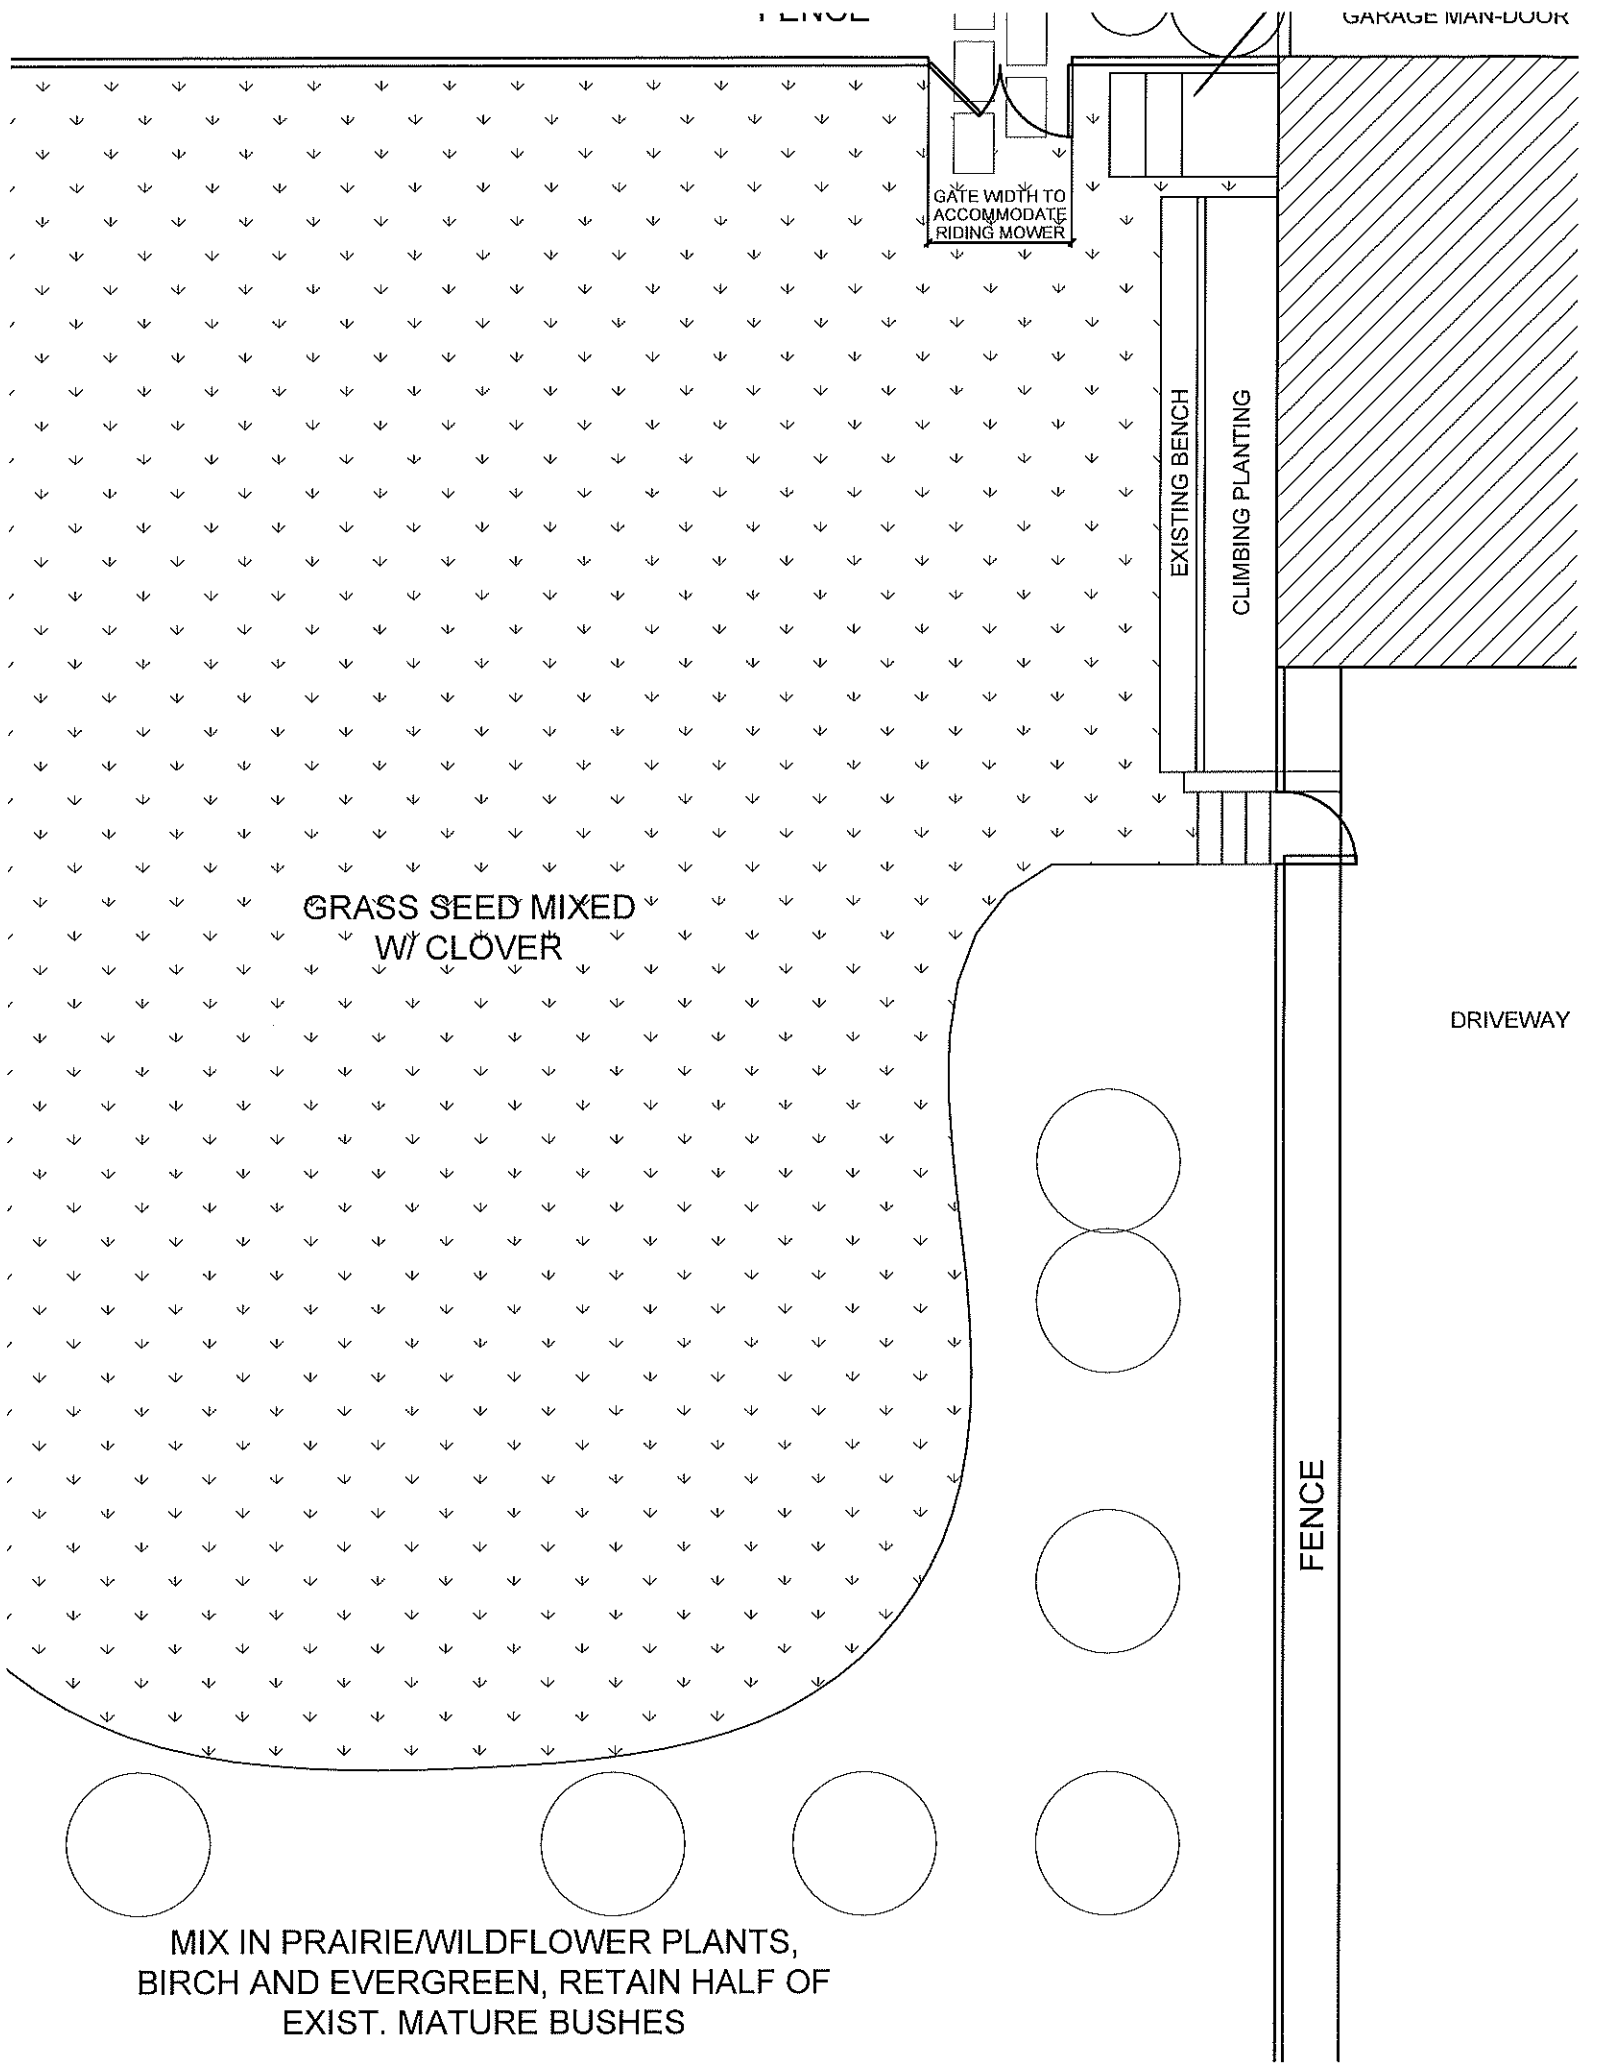 FENCE
GARAGE MAN-DOOR
GATE WIDTH TO
ACCOMMODATE
RIDING MOWER
EXISTING BENCH
CLIMBING PLANTING
GRASS SEED MIXED
W/ CLOVER
DRIVEWAY
FENCE
MIX IN PRAIRIE/WILDFLOWER PLANTS,
BIRCH AND EVERGREEN, RETAIN HALF OF
EXIST. MATURE BUSHES